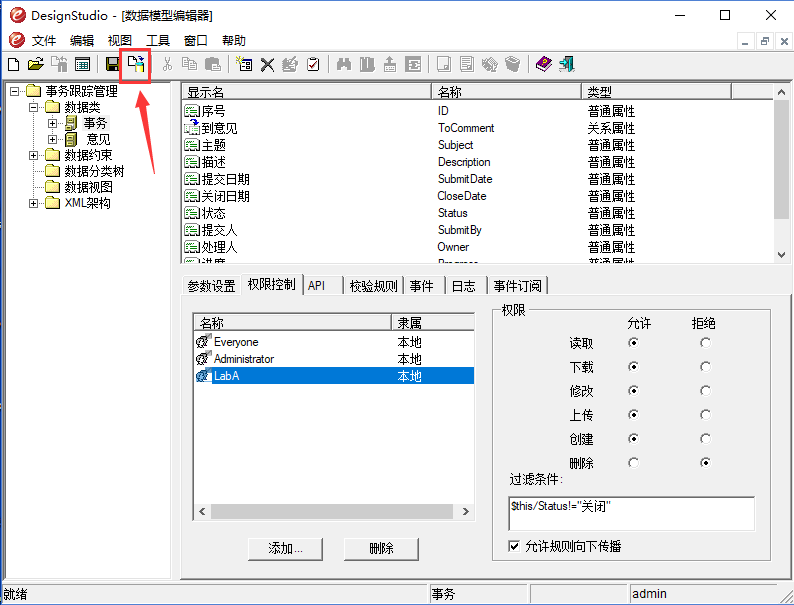 DesignStudio - [数据模型编辑器]
文件 编辑 视图 工具 窗口 帮助
事务跟踪管理
数据类
事务
意见
数据约束
数据分类树
数据视图
XML架构
显示名 名称 类型
序号 ID 普通属性
到意见 ToComment 关系属性
主题 Subject 普通属性
描述 Description 普通属性
提交日期 SubmitDate 普通属性
关闭日期 CloseDate 普通属性
状态 Status 普通属性
提交人 SubmitBy 普通属性
处理人 Owner 普通属性
进度 Progress 普通属性
参数设置 权限控制 API 校验规则 事件 日志 事件订阅
名称 隶属
Everyone 本地
Administrator 本地
LabA 本地
添加... 删除
权限
允许 拒绝
读取
下载
修改
上传
创建
删除
过滤条件:
$this/Status!="关闭"
允许规则向下传播
就绪 事务 admin